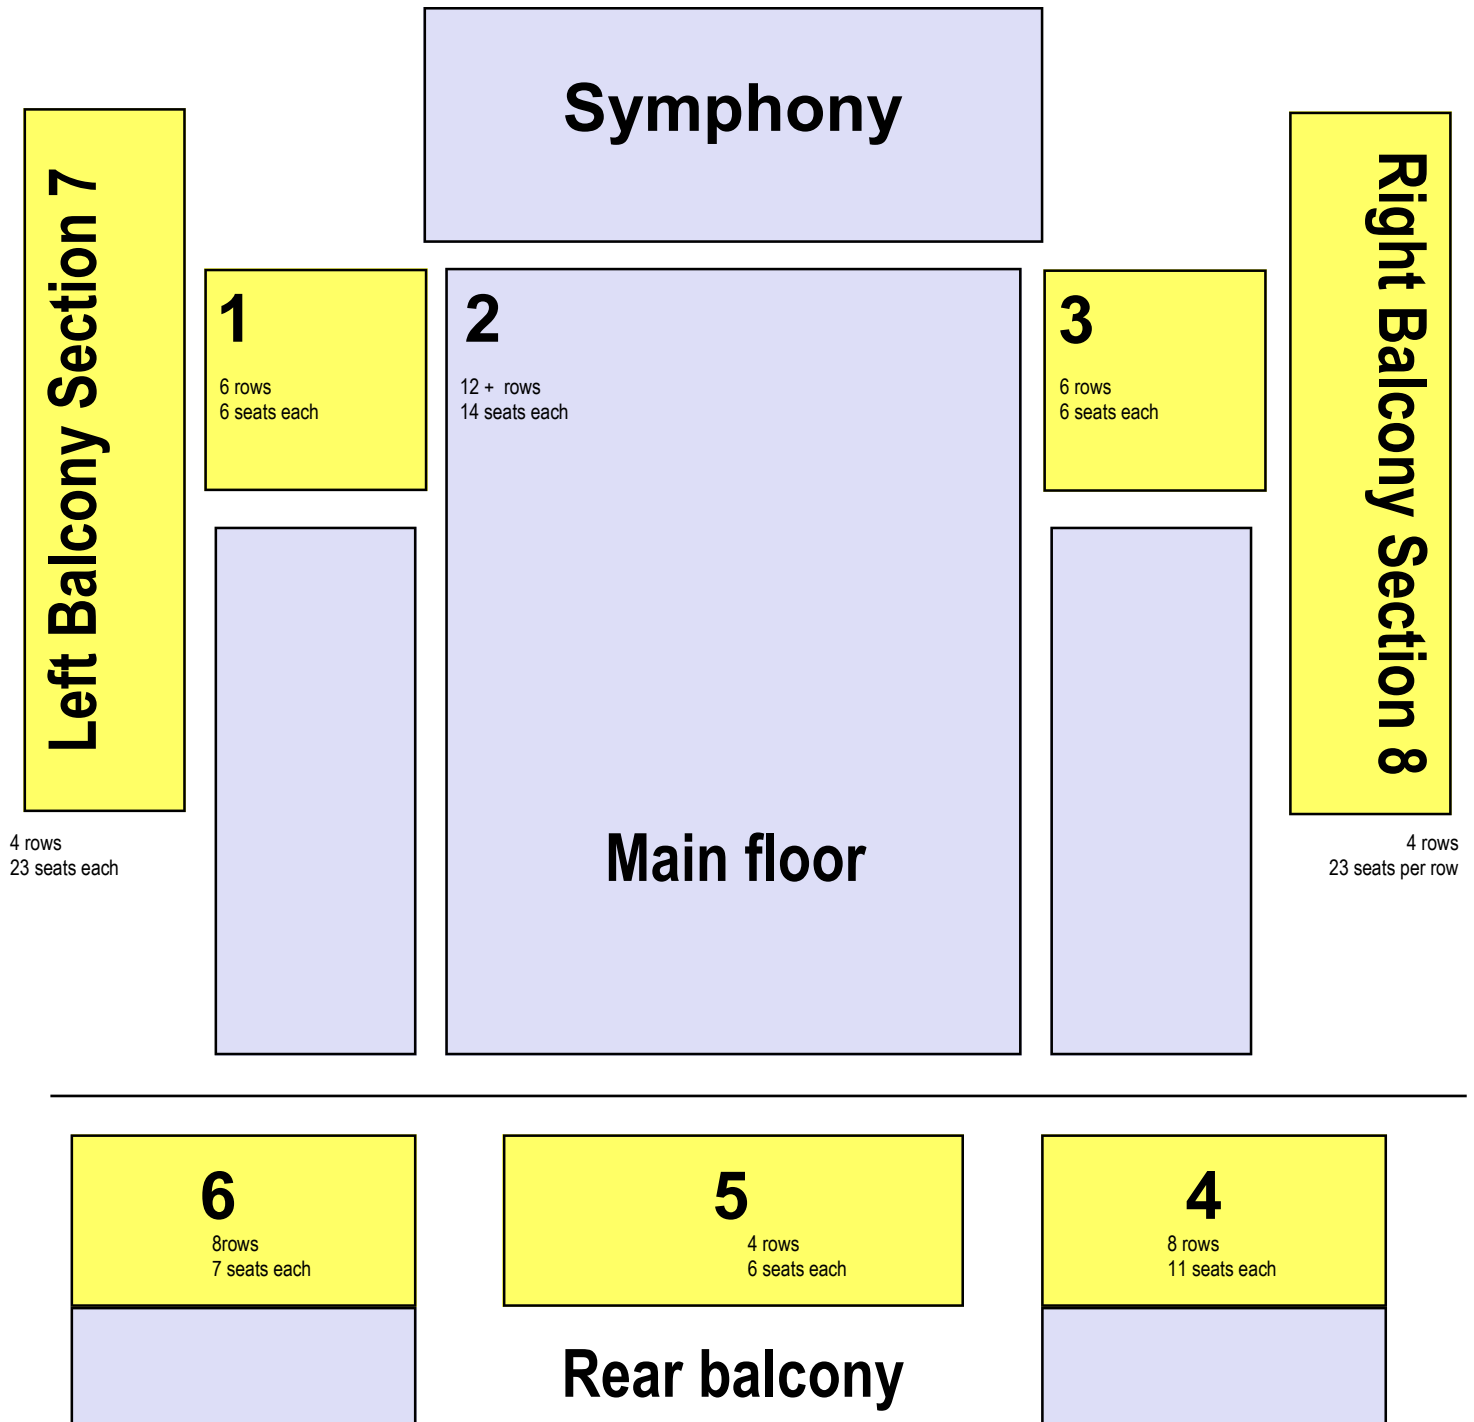 Symphony
Left Balcony Section 7
Right Balcony Section 8
1
6 rows
6 seats each
2
12 +  rows
14 seats each
3
6 rows
6 seats each
4 rows
23 seats each
Main floor
4 rows
23 seats per row
6
8rows
7 seats each
5
4 rows
6 seats each
4
8 rows
11 seats each
Rear balcony